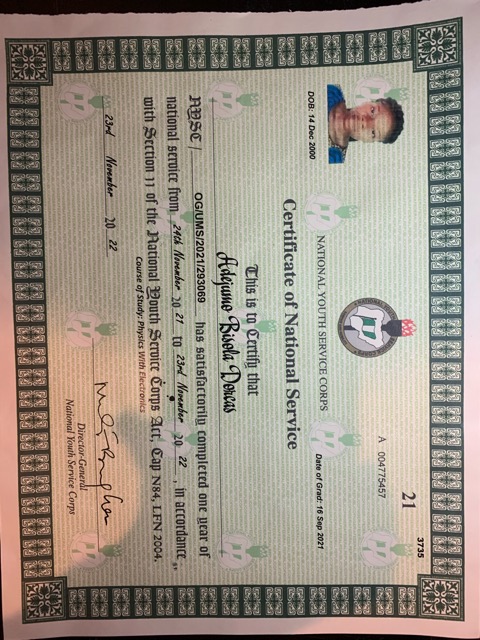 3735
21
A 004775457
NATIONAL YOUTH SERVICE CORPS
Certificate of National Service
DOB: 14 Dec 2000
Date of Grad: 16 Sep 2021
This is to Certify that
Adejumo Bisola Dorcas
NYSC/ OG/UMS/2021/293069 has satisfactorily completed one year of
national service from 24th November 20 21 to 23rd November 20 22, in accordance
with Section 11 of the National Youth Service Corps Act, Cap N84, LFN 2004.
Course of Study: Physics With Electronics
23rd November 20 22
Director-General
National Youth Service Corps